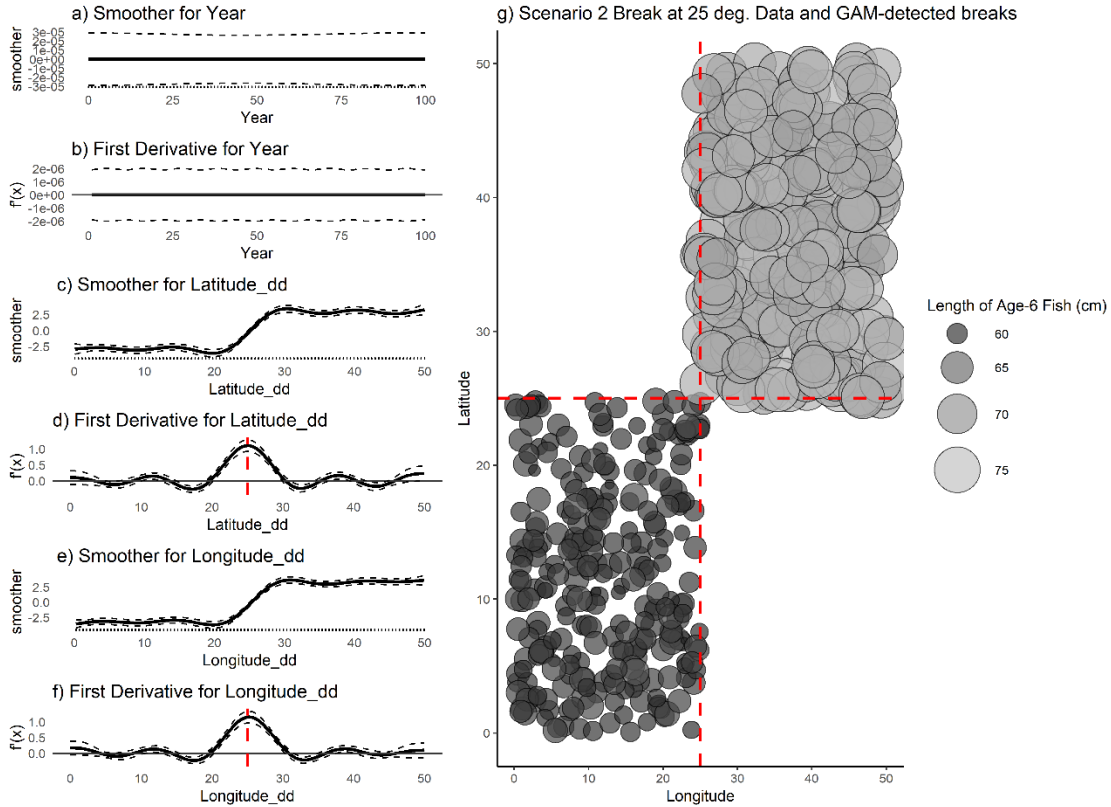 a) Smoother for Year
smoother
3e-05
2e-05
1e-05
0e+00
-1e-05
-2e-05
-3e-05
0 25 50 75 100
Year
b) First Derivative for Year
f'(x)
2e-06
1e-06
0e+00
-1e-06
-2e-06
0 25 50 75 100
Year
c) Smoother for Latitude_dd
smoother
2.5
0.0
-2.5
0 10 20 30 40 50
Latitude_dd
d) First Derivative for Latitude_dd
f'(x)
1.0
0.5
0.0
0 10 20 30 40 50
Latitude_dd
e) Smoother for Longitude_dd
smoother
2.5
0.0
-2.5
0 10 20 30 40 50
Longitude_dd
f) First Derivative for Longitude_dd
f'(x)
1.0
0.0
0 10 20 30 40 50
Longitude_dd
g) Scenario 2 Break at 25 deg. Data and GAM-detected breaks
Latitude
50
40
30
20
10
0
0 10 20 30 40 50
Longitude
Length of Age-6 Fish (cm)
60
65
70
75